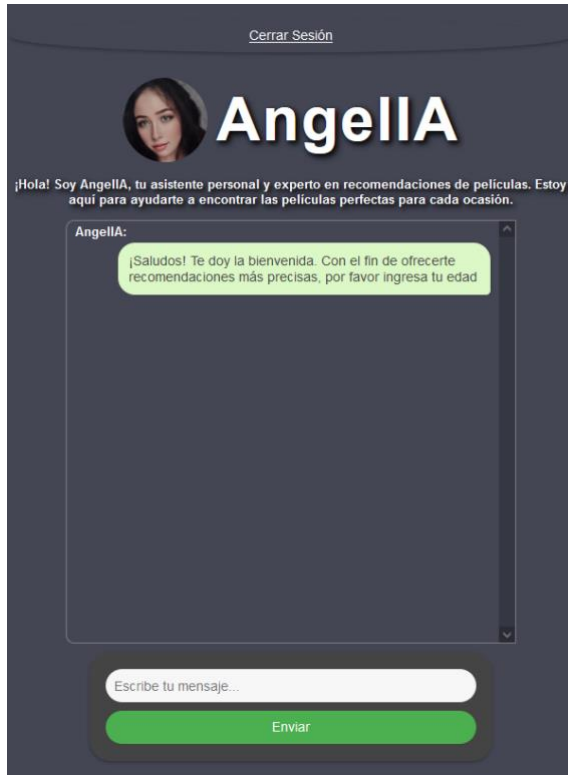 Cerrar Sesión
AngelIA
¡Hola! Soy AngelIA, tu asistente personal y experto en recomendaciones de películas. Estoy
aquí para ayudarte a encontrar las películas perfectas para cada ocasión.
AngelIA:
¡Saludos! Te doy la bienvenida. Con el fin de ofrecerte
recomendaciones más precisas, por favor ingresa tu edad
Escribe tu mensaje...
Enviar